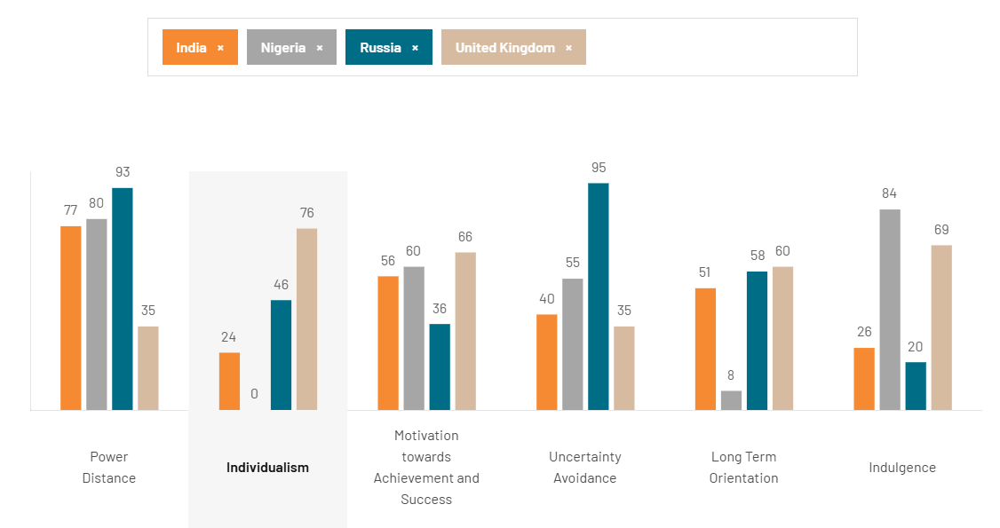 India × Nigeria × Russia × United Kingdom ×
77 80 93 35
24 0 46 76
56 60 36 66
40 55 95 35
51 8 58 60
26 84 20 69
Power
Distance
Individualism
Motivation
towards
Achievement and
Success
Uncertainty
Avoidance
Long Term
Orientation
Indulgence